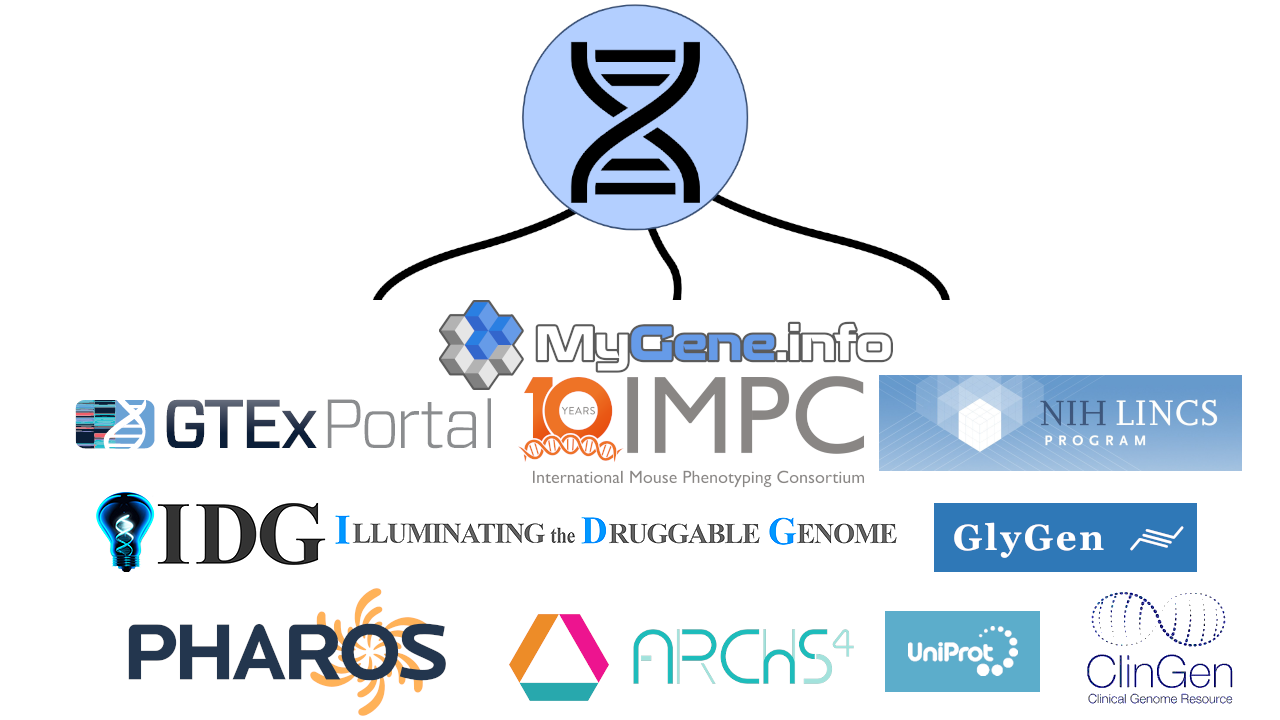 MyGene.info
GTEx Portal
10 YEARS IMPC
International Mouse Phenotyping Consortium
NIH LINCS
PROGRAM
IDG ILLUMINATING the DRUGGABLE GENOME
GlyGen
PHAROS
ARCHS4
UniProt
ClinGen
Clinical Genome Resource